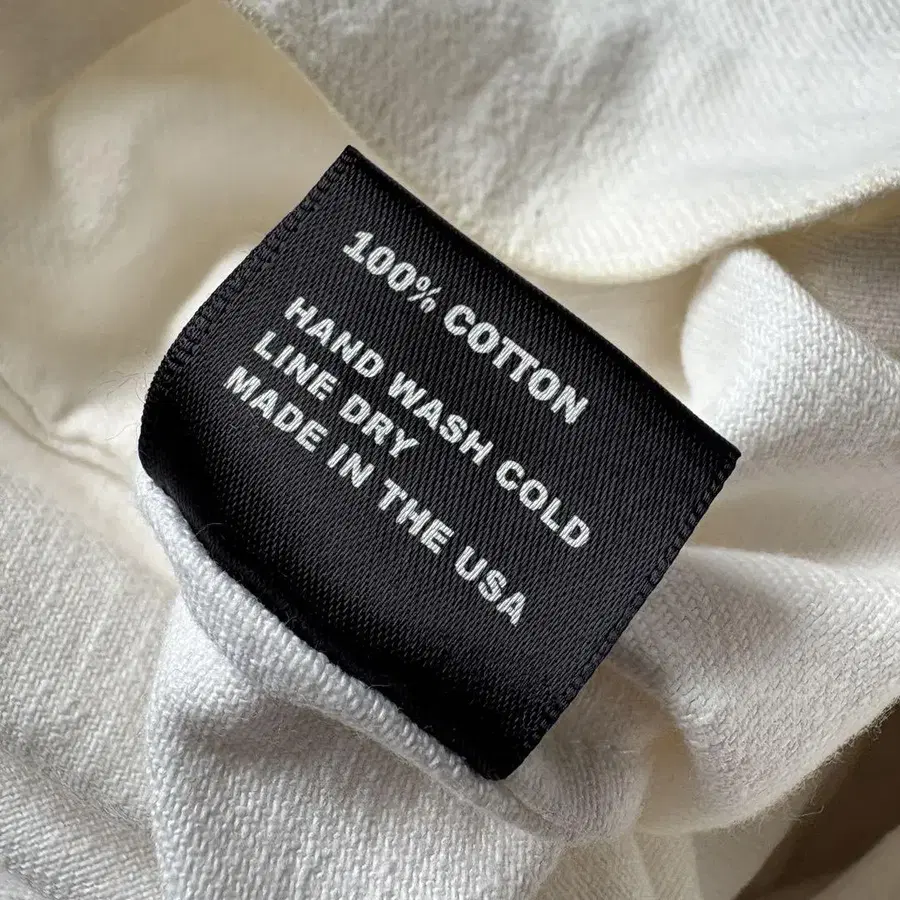 100% COTTON
HAND WASH COLD
LINE DRY
MADE IN THE USA